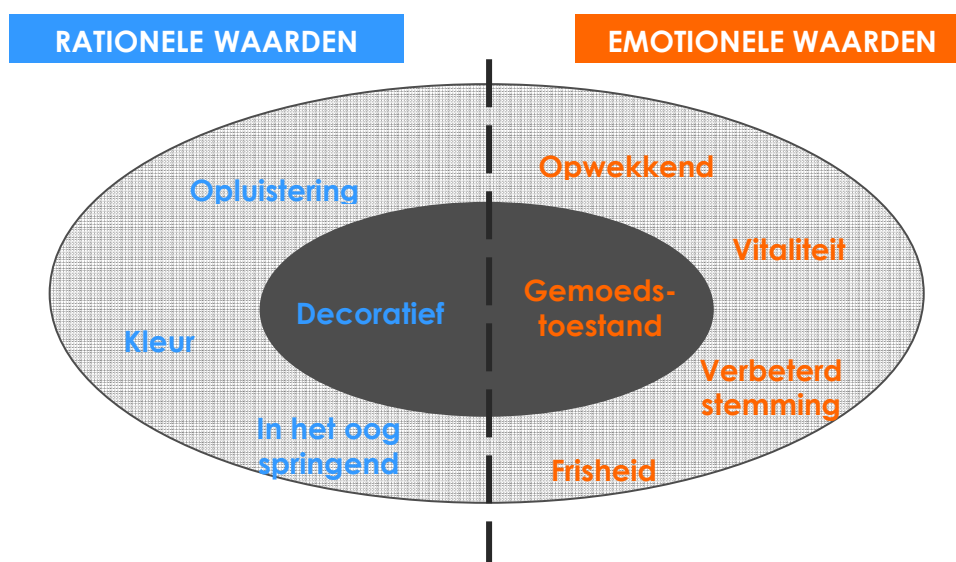 RATIONELE WAARDEN
EMOTIONELE WAARDEN
Opwekkend
Opluistering
Vitaliteit
Gemoeds-
toestand
Decoratief
Kleur
Verbeterd
stemming
In het oog
springend
Frisheid